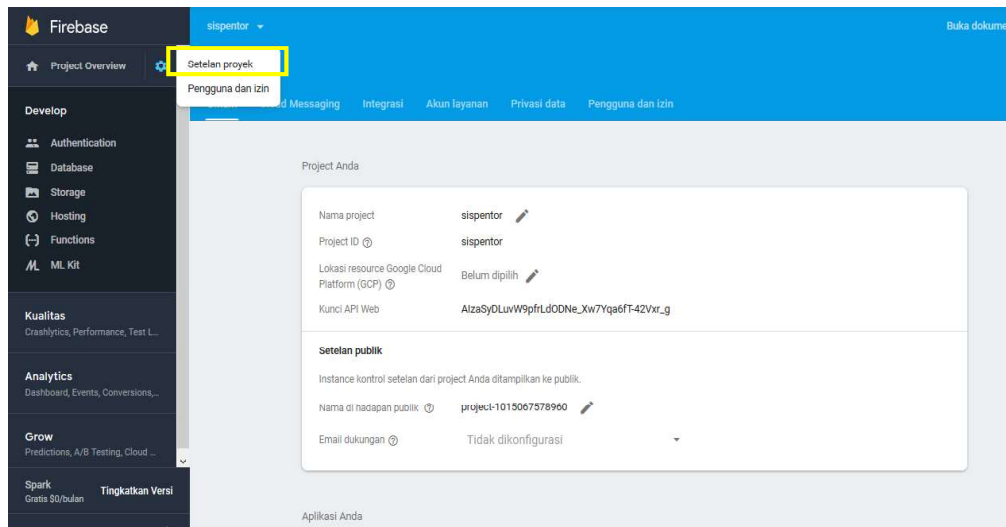 Firebase
sispentor
Buka dokume
Project Overview
Setelan proyek
Pengguna dan izin
d Messaging
Integrasi
Akun layanan
Privasi data
Pengguna dan izin
Develop
Authentication
Database
Storage
Hosting
Functions
ML Kit
Kualitas
Crashlytics, Performance, Test L...
Analytics
Dashboard, Events, Conversions,...
Grow
Predictions, A/B Testing, Cloud ...
Spark
Gratis $0/bulan
Tingkatkan Versi
Project Anda
Nama project
sispentor
Project ID
sispentor
Lokasi resource Google Cloud
Platform (GCP)
Belum dipilih
Kunci API Web
AIzaSyDLuvW9pfrLdODNe_Xw7Yqa6fT-42Vxr_g
Setelan publik
Instance kontrol setelan dari project Anda ditampilkan ke publik.
Nama di hadapan publik
project-1015067578960
Email dukungan
Tidak dikonfigurasi
Aplikasi Anda